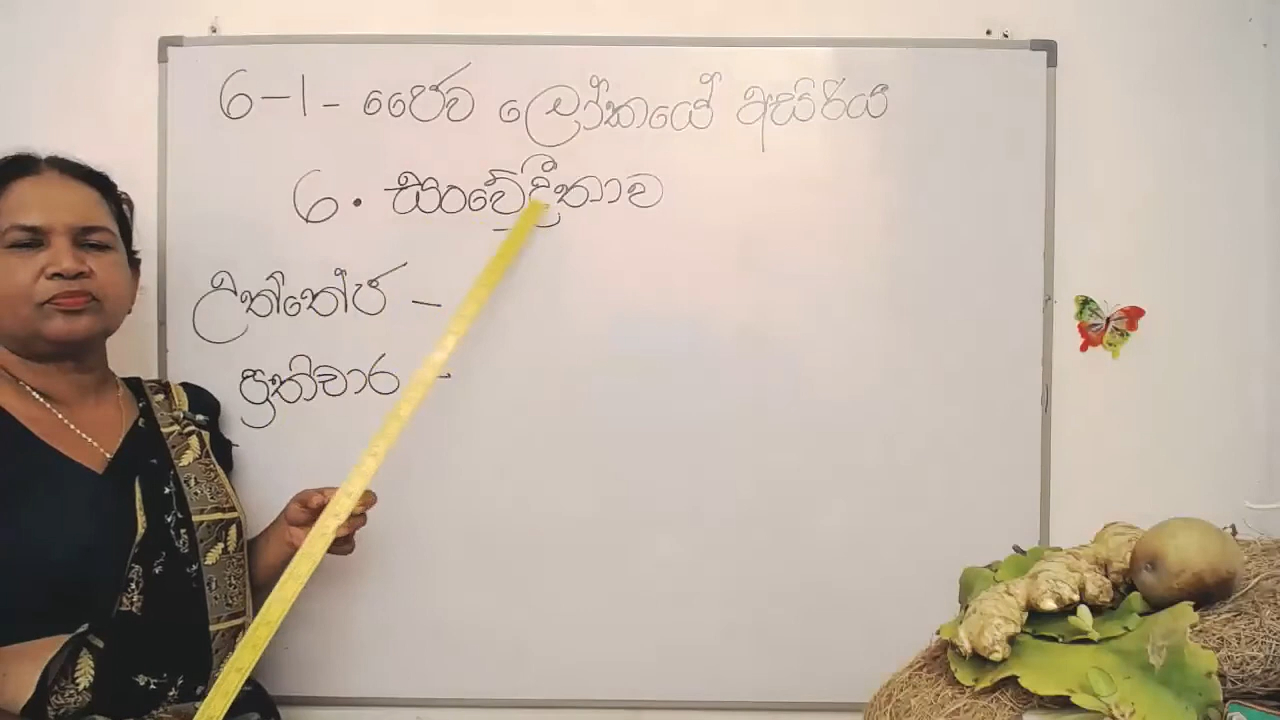 6-1- ජෛව ලෝකයේ අසිරිය
6. සංවේදීතාව
උත්තේජ -
ප්‍රතිචාර -